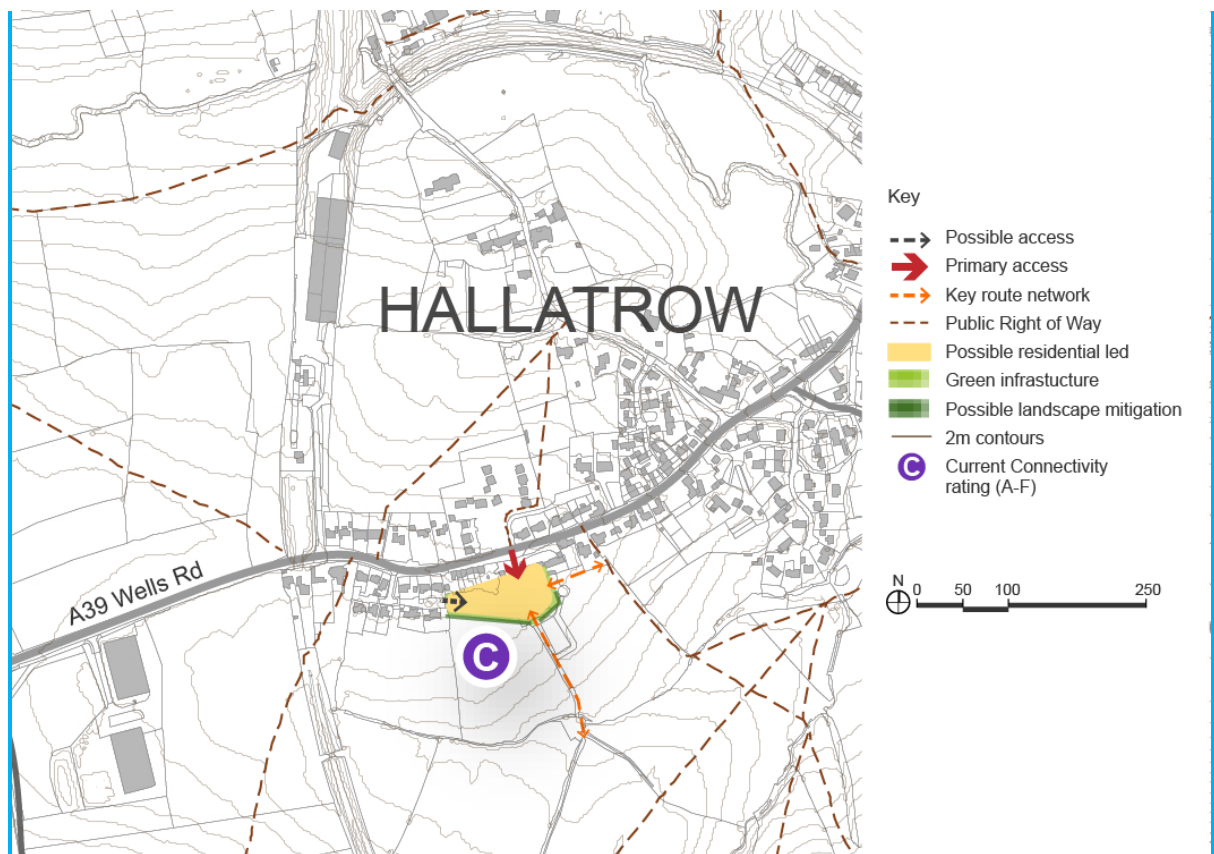 HALLATROW
A39 Wells Rd
C
Key
Possible access
Primary access
Key route network
Public Right of Way
Possible residential led
Green infrastucture
Possible landscape mitigation
2m contours
C
Current Connectivity
rating (A-F)
N
0 50 100 250